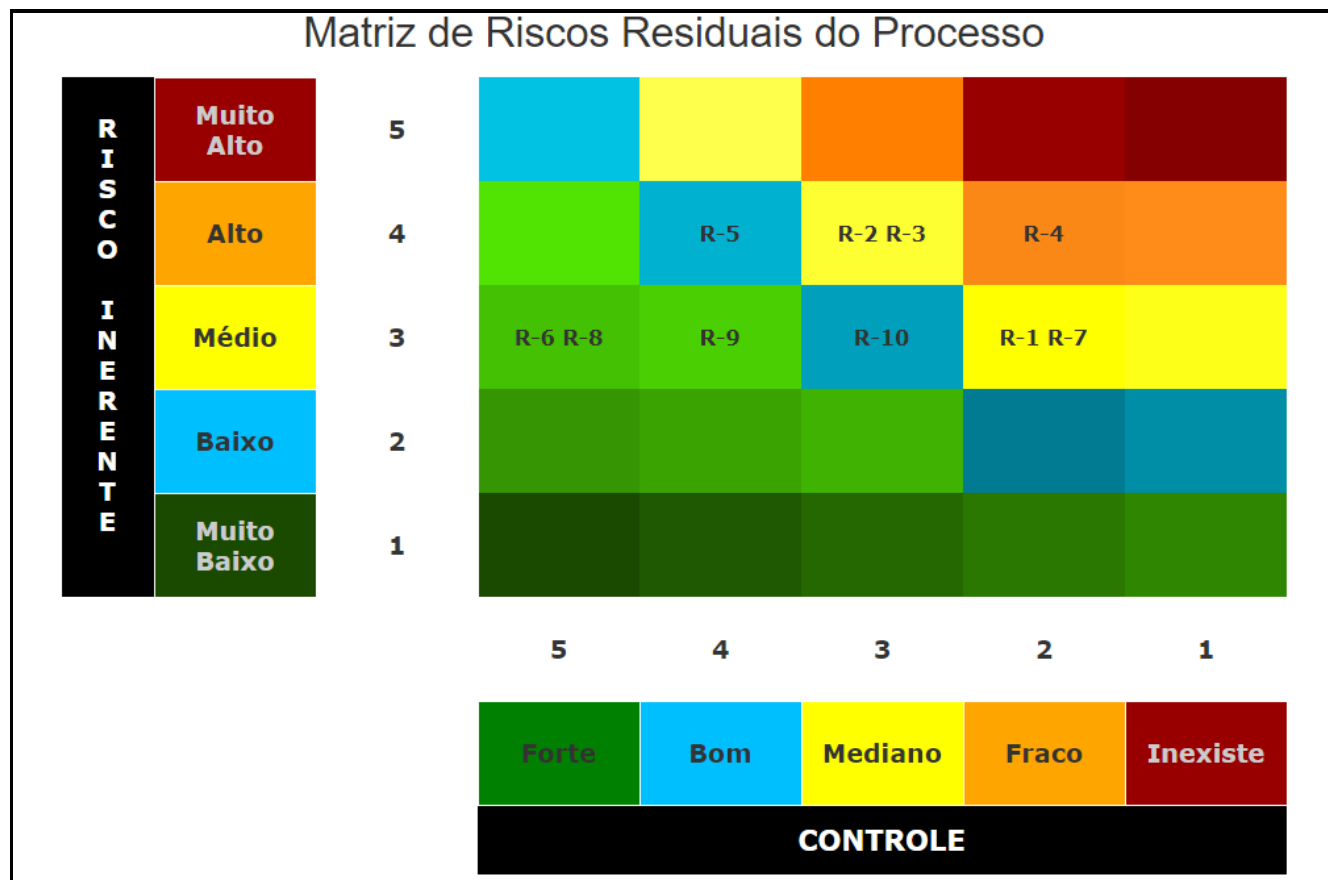 Matriz de Riscos Residuais do Processo
RISCO INERENTE
Muito
Alto
5
Alto
4
R-5
R-2 R-3
R-4
Médio
3
R-6 R-8
R-9
R-10
R-1 R-7
Baixo
2
Muito
Baixo
1
5
4
3
2
1
Forte
Bom
Mediano
Fraco
Inexiste
CONTROLE